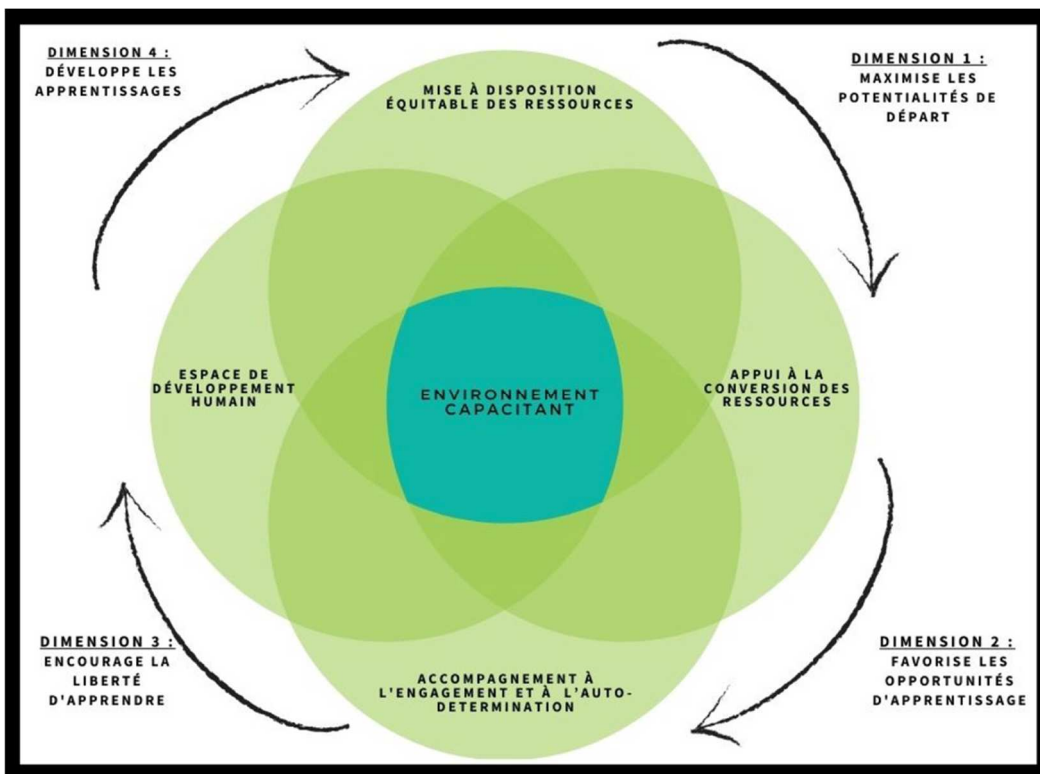 DIMENSION 4 :
DÉVELOPPE LES
APPRENTISSAGES
MISE À DISPOSITION
ÉQUITABLE DES RESSOURCES
DIMENSION 1 :
MAXIMISE LES
POTENTIALITÉS DE
DÉPART
ESPACE DE
DÉVELOPPEMENT
HUMAIN
ENVIRONNEMENT
CAPACITANT
APPUI À LA
CONVERSION DES
RESSOURCES
DIMENSION 3 :
ENCOURAGE LA
LIBERTÉ
D'APPRENDRE
ACCOMPAGNEMENT À
L'ENGAGEMENT ET À L'AUTO-
DETERMINATION
DIMENSION 2 :
FAVORISE LES
OPPORTUNITÉS
D'APPRENTISSAGE